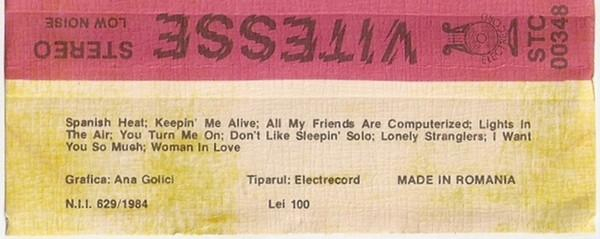 STEREO
LOW NOISE
VITESSE
ELECTRECORD
STC
00348
Spanish Heat; Keepin' Me Alive; All My Friends Are Computerized; Lights In
The Air; You Turn Me On; Don't Like Sleepin' Solo; Lonely Stranglers; I Want
You So Mueh; Woman In Love
Grafica: Ana Golici Tiparul: Electrecord MADE IN ROMANIA
N.I.I. 629/1984 Lei 100